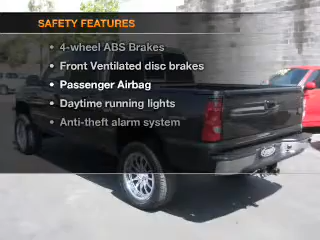 SAFETY FEATURES
• 4-wheel ABS Brakes
• Front Ventilated disc brakes
• Passenger Airbag
• Daytime running lights
• Anti-theft alarm system